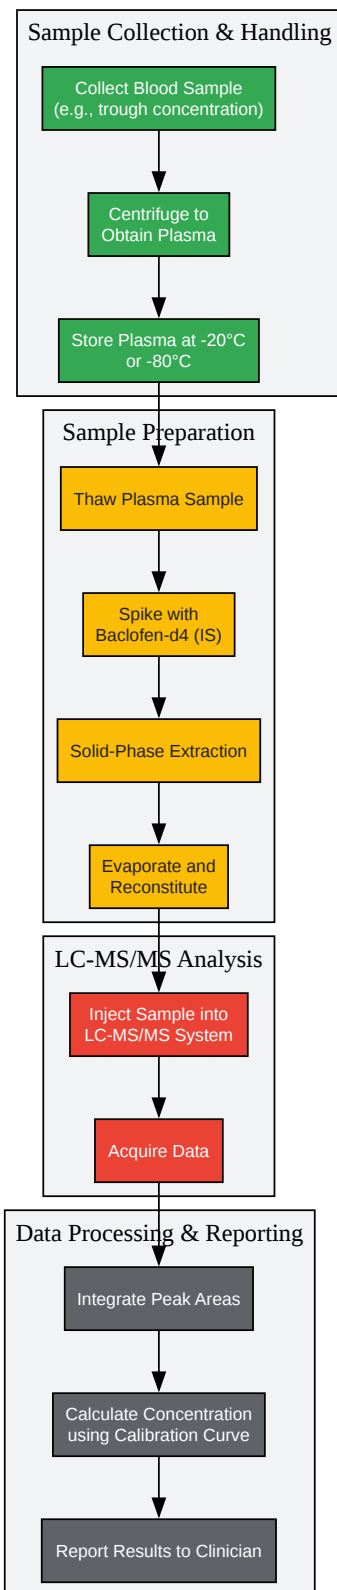 Sample Collection & Handling
Collect Blood Sample
(e.g., trough concentration)
Centrifuge to
Obtain Plasma
Store Plasma at -20°C
or -80°C
Sample Preparation
Thaw Plasma Sample
Spike with
Baclofen-d4 (IS)
Solid-Phase Extraction
Evaporate and
Reconstitute
LC-MS/MS Analysis
Inject Sample into
LC-MS/MS System
Acquire Data
Data Processing & Reporting
Integrate Peak Areas
Calculate Concentration
using Calibration Curve
Report Results to Clinician